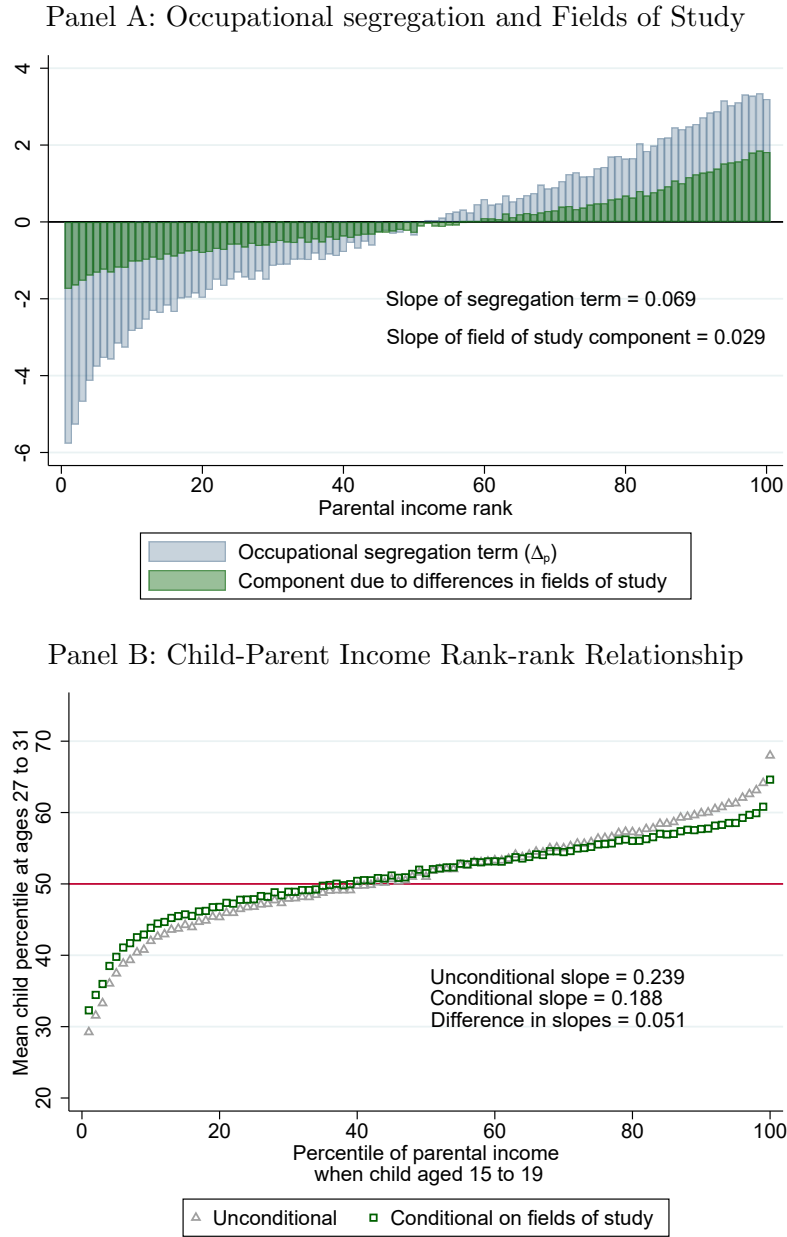 Panel A: Occupational segregation and Fields of Study
4
2
0
-2
-4
-6
Slope of segregation term = 0.069
Slope of field of study component = 0.029
0 20 40 60 80 100
Parental income rank
Occupational segregation term (Δp)
Component due to differences in fields of study
Panel B: Child-Parent Income Rank-rank Relationship
Mean child percentile at ages 27 to 31
70
60
50
40
30
20
Unconditional slope = 0.239
Conditional slope = 0.188
Difference in slopes = 0.051
0 20 40 60 80 100
Percentile of parental income
when child aged 15 to 19
Unconditional Conditional on fields of study